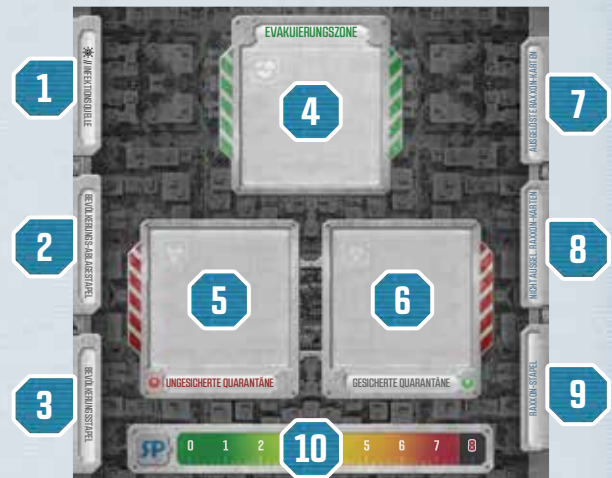 EVAKUIERUNGSZONE
1
// INFEKTIONSQUELLE
4
7
AUSGELÖSTE RAXXON-KARTEN
2
BEVÖLKERUNGS-ABLAGESTAPEL
8
NICHT AUSGEL. RAXXON-KARTEN
5
UNGESICHERTE QUARANTÄNE
6
GESICHERTE QUARANTÄNE
3
BEVÖLKERUNGSSTAPEL
9
RAXXON-STAPEL
RP 0 1 2 10 5 6 7 8